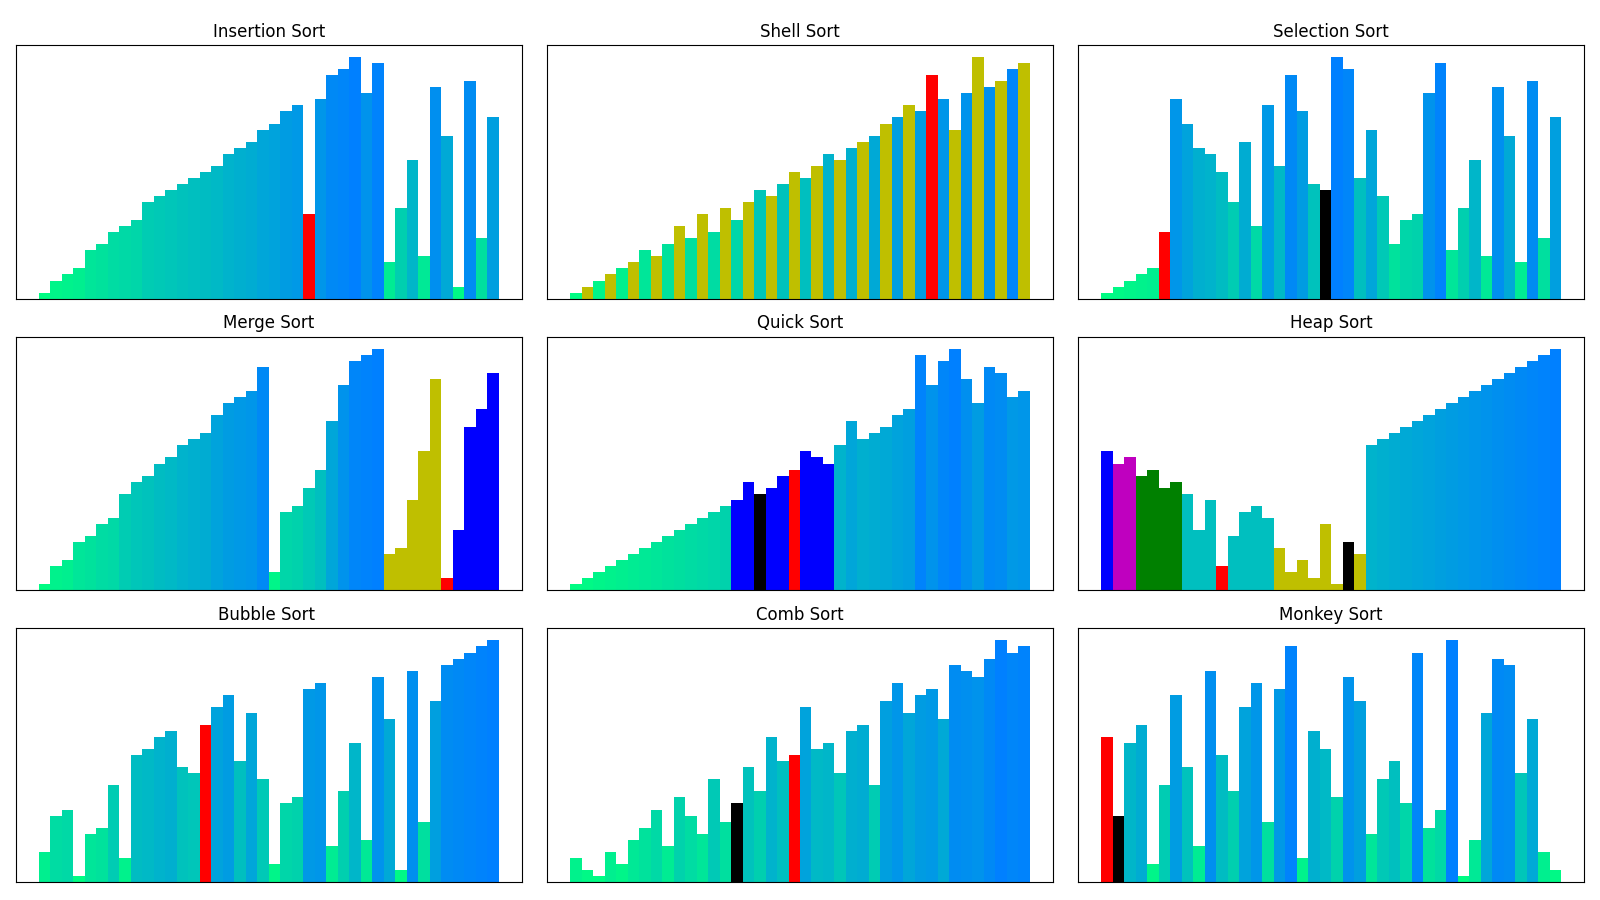 Insertion Sort
Shell Sort
Selection Sort
Merge Sort
Quick Sort
Heap Sort
Bubble Sort
Comb Sort
Monkey Sort